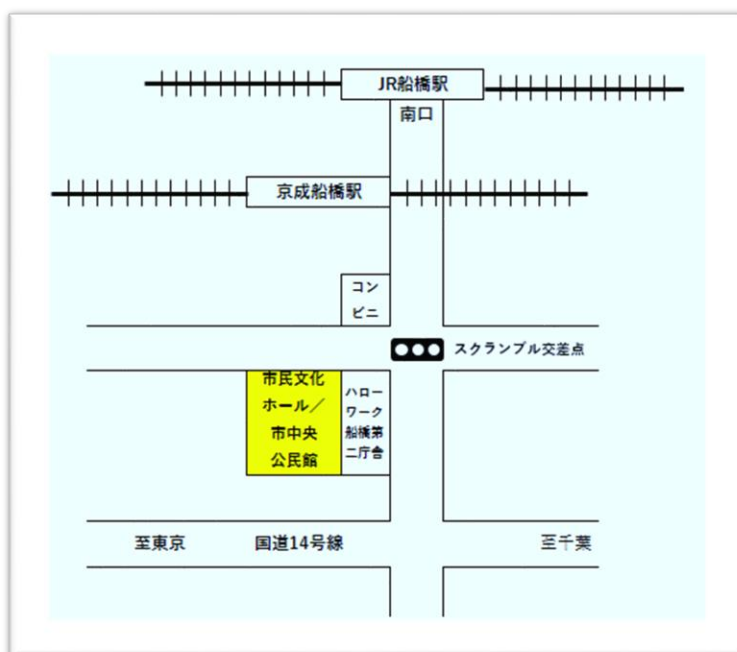 JR船橋駅
南口
京成船橋駅
コン
ビニ
スクランブル交差点
市民文化
ホール／
市中央
公民館
ハロー
ワーク
船橋第
二庁舎
至東京
国道14号線
至千葉